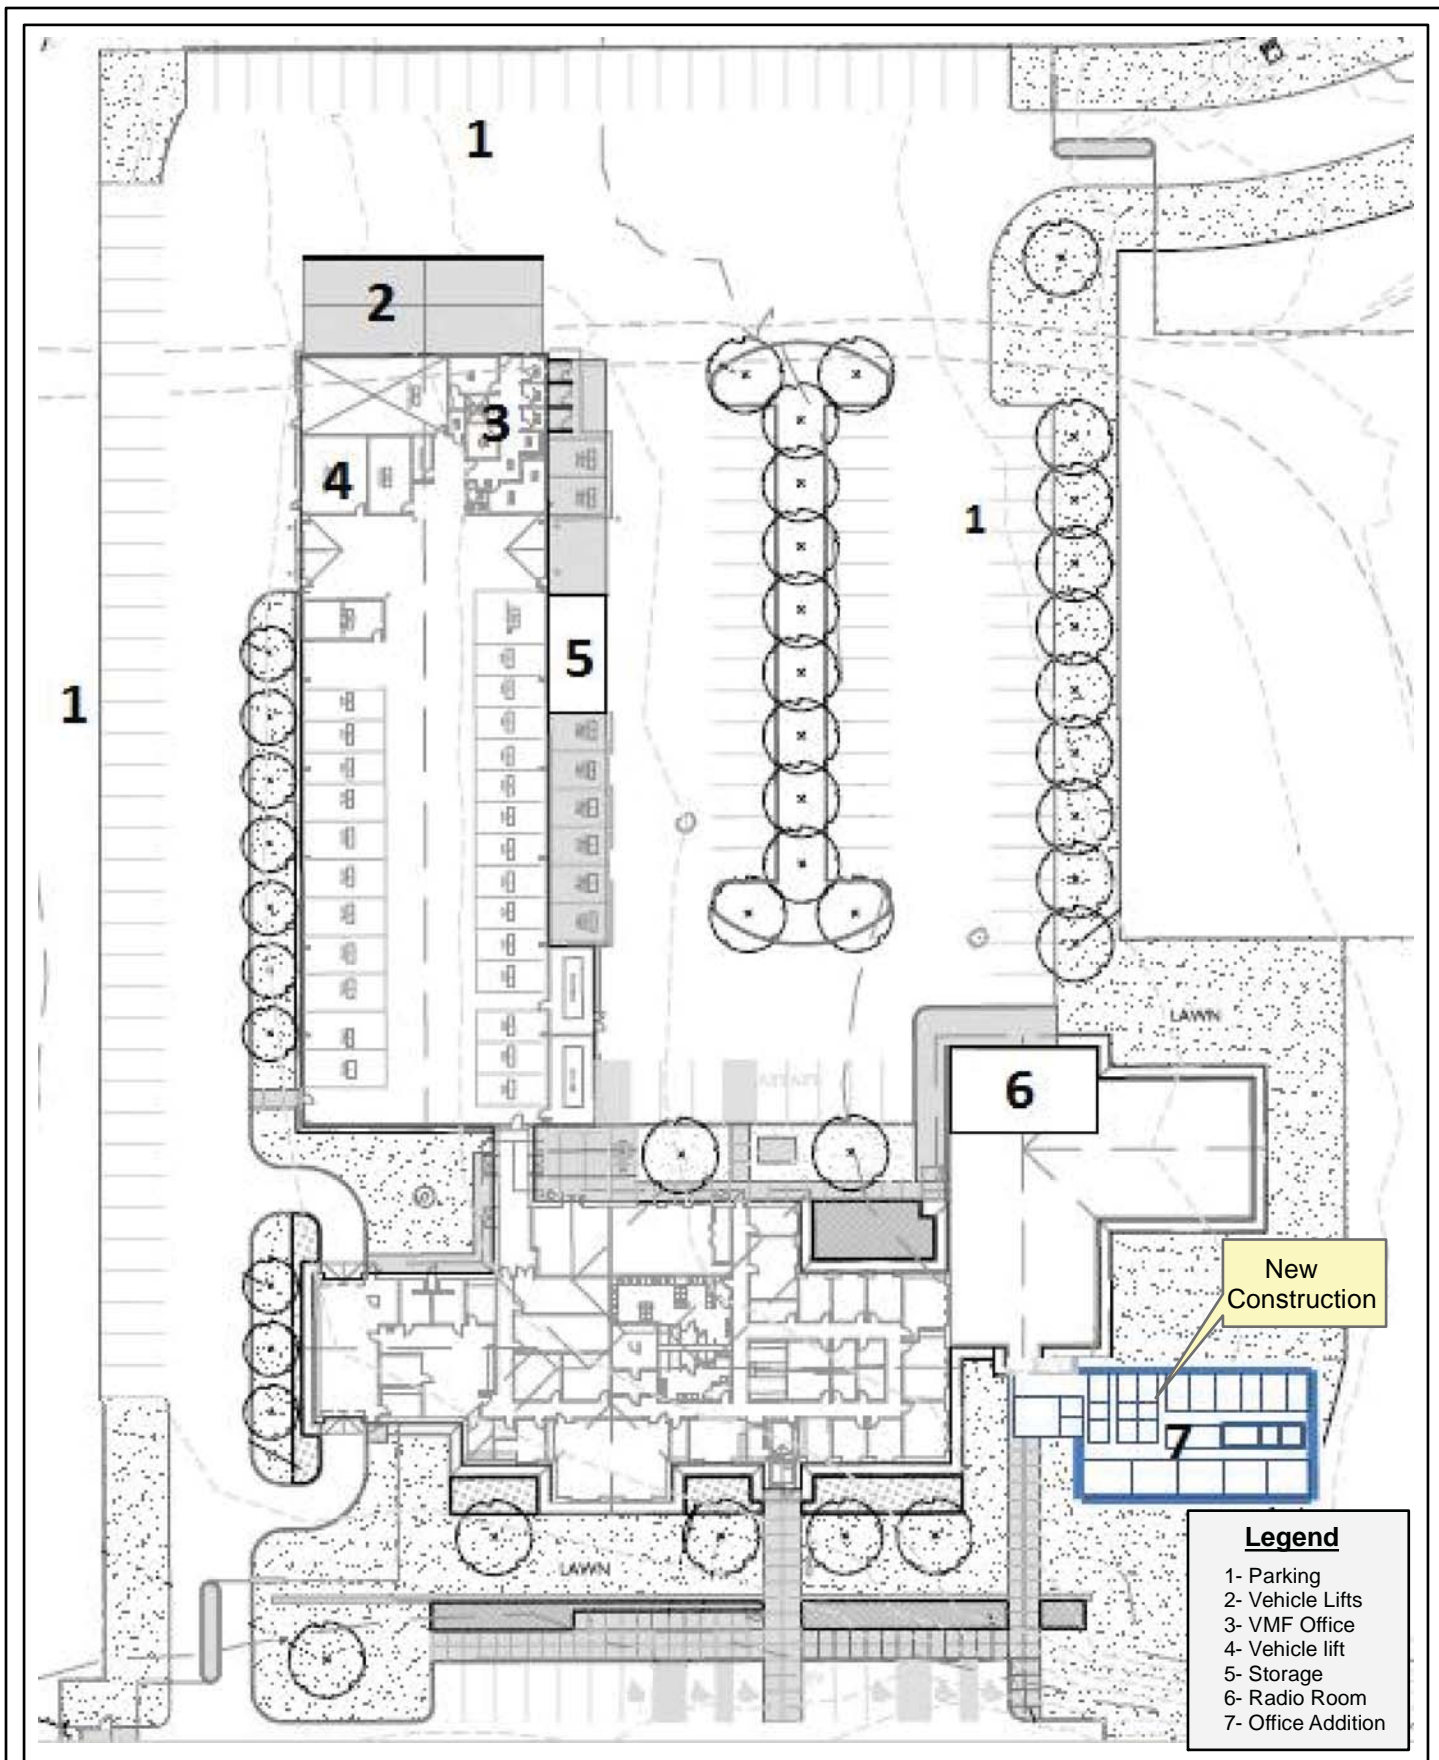 1
2
3
4
1
5
1
LAWN
6
New
Construction
7
LAWN
Legend
1- Parking
2- Vehicle Lifts
3- VMF Office
4- Vehicle lift
5- Storage
6- Radio Room
7- Office Addition